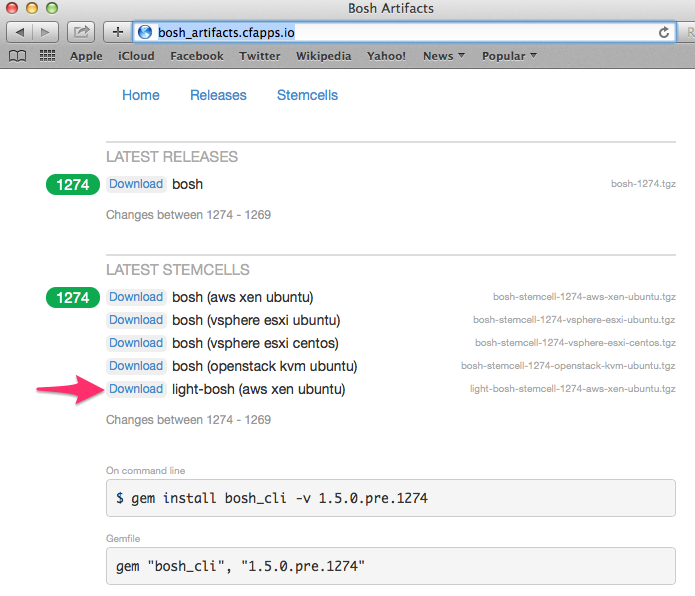 Bosh Artifacts
bosh_artifacts.cfapps.io
Apple iCloud Facebook Twitter Wikipedia Yahoo! News Popular
Home Releases Stemcells
LATEST RELEASES
1274 Download bosh bosh-1274.tgz
Changes between 1274 - 1269
LATEST STEMCELLS
1274 Download bosh (aws xen ubuntu) bosh-stemcell-1274-aws-xen-ubuntu.tgz
Download bosh (vsphere esxi ubuntu) bosh-stemcell-1274-vsphere-esxi-ubuntu.tgz
Download bosh (vsphere esxi centos) bosh-stemcell-1274-vsphere-esxi-centos.tgz
Download bosh (openstack kvm ubuntu) bosh-stemcell-1274-openstack-kvm-ubuntu.tgz
Download light-bosh (aws xen ubuntu) light-bosh-stemcell-1274-aws-xen-ubuntu.tgz
Changes between 1274 - 1269
On command line
$ gem install bosh_cli -v 1.5.0.pre.1274
Gemfile
gem "bosh_cli", "1.5.0.pre.1274"